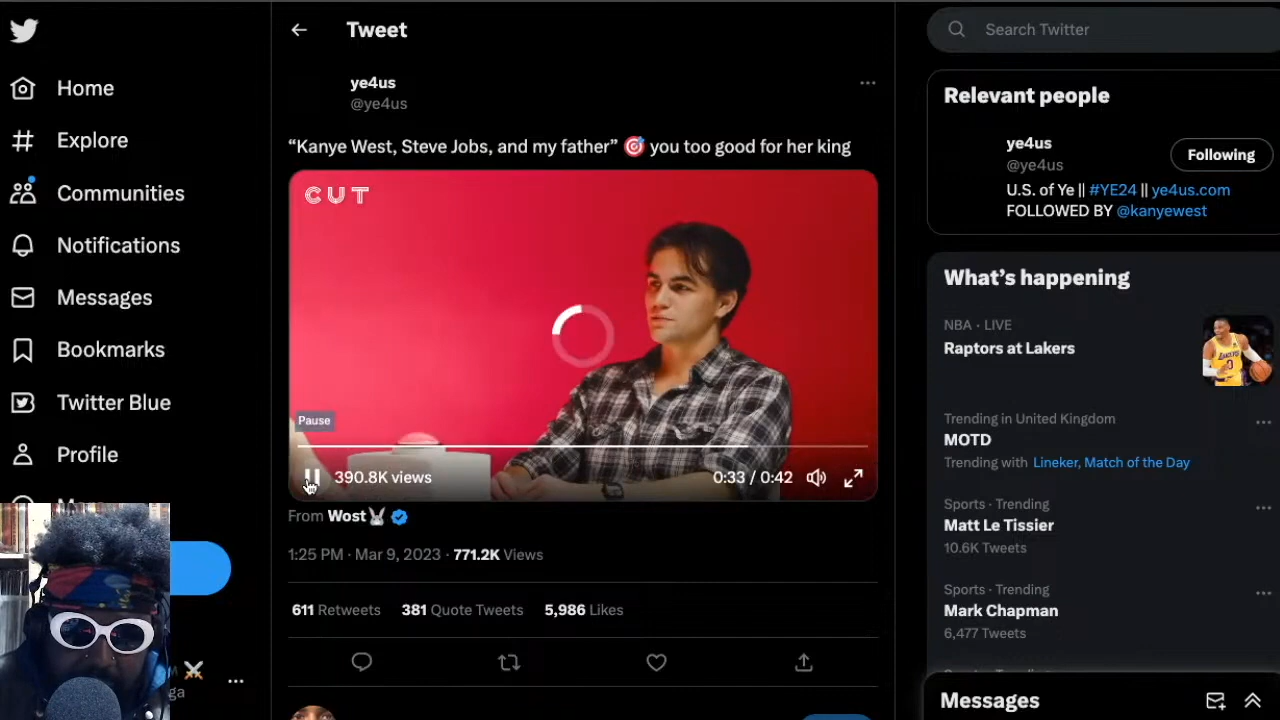 Home
Explore
Communities
Notifications
Messages
Bookmarks
Twitter Blue
Profile
ga
Tweet
ye4us
@ye4us
“Kanye West, Steve Jobs, and my father” 🎯 you too good for her king
CUT
Pause
390.8K views
0:33 / 0:42
From Wost🐰
1:25 PM · Mar 9, 2023 · 771.2K Views
611 Retweets 381 Quote Tweets 5,986 Likes
Search Twitter
Relevant people
ye4us
@ye4us
Following
U.S. of Ye || #YE24 || ye4us.com
FOLLOWED BY @kanyewest
What’s happening
NBA · LIVE
Raptors at Lakers
Trending in United Kingdom
MOTD
Trending with Lineker, Match of the Day
Sports · Trending
Matt Le Tissier
10.6K Tweets
Sports · Trending
Mark Chapman
6,477 Tweets
Messages